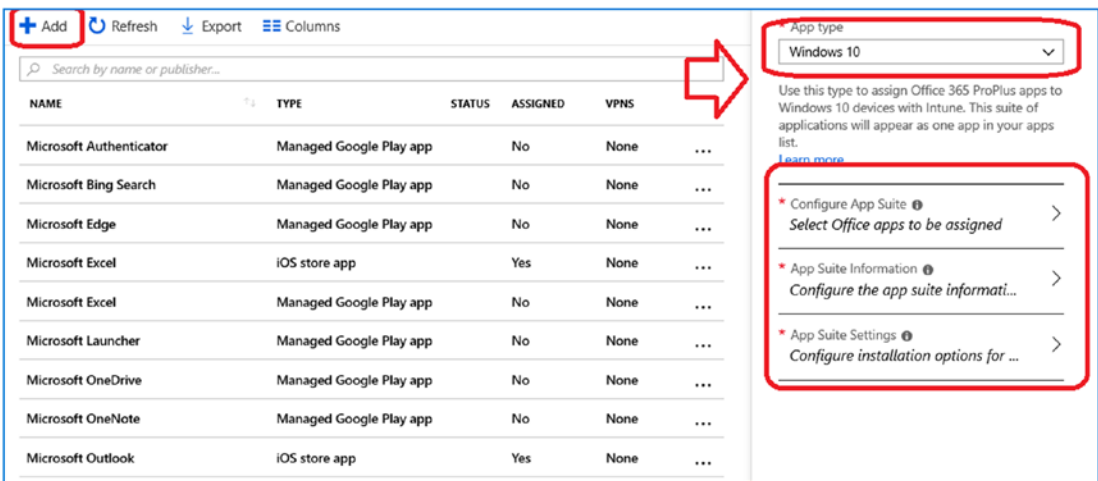 Add Refresh Export Columns
Search by name or publisher...
NAME TYPE STATUS ASSIGNED VPNS
Microsoft Authenticator Managed Google Play app No None ...
Microsoft Bing Search Managed Google Play app No None ...
Microsoft Edge Managed Google Play app No None ...
Microsoft Excel iOS store app Yes None ...
Microsoft Excel Managed Google Play app No None ...
Microsoft Launcher Managed Google Play app No None ...
Microsoft OneDrive Managed Google Play app No None ...
Microsoft OneNote Managed Google Play app No None ...
Microsoft Outlook iOS store app Yes None ...
* App type
Windows 10
Use this type to assign Office 365 ProPlus apps to
Windows 10 devices with Intune. This suite of
applications will appear as one app in your apps
list.
Learn more
* Configure App Suite
Select Office apps to be assigned
* App Suite Information
Configure the app suite informati...
* App Suite Settings
Configure installation options for ...